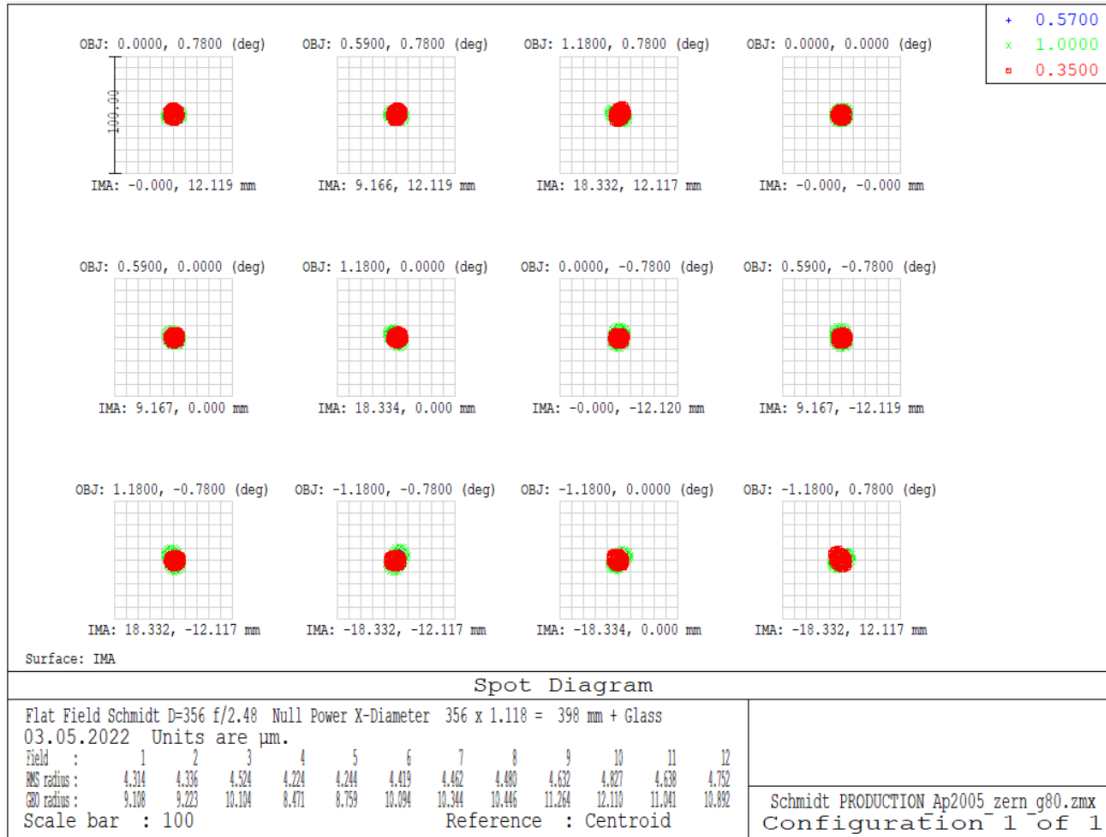 + 0.5700
× 1.0000
¤ 0.3500
OBJ: 0.0000, 0.7800 (deg) OBJ: 0.5900, 0.7800 (deg) OBJ: 1.1800, 0.7800 (deg) OBJ: 0.0000, 0.0000 (deg)
100.00
IMA: -0.000, 12.119 mm IMA: 9.166, 12.119 mm IMA: 18.332, 12.117 mm IMA: -0.000, -0.000 mm
OBJ: 0.5900, 0.0000 (deg) OBJ: 1.1800, 0.0000 (deg) OBJ: 0.0000, -0.7800 (deg) OBJ: 0.5900, -0.7800 (deg)
IMA: 9.167, 0.000 mm IMA: 18.334, 0.000 mm IMA: -0.000, -12.120 mm IMA: 9.167, -12.119 mm
OBJ: 1.1800, -0.7800 (deg) OBJ: -1.1800, -0.7800 (deg) OBJ: -1.1800, 0.0000 (deg) OBJ: -1.1800, 0.7800 (deg)
IMA: 18.332, -12.117 mm IMA: -18.332, -12.117 mm IMA: -18.334, 0.000 mm IMA: -18.332, 12.117 mm
Surface: IMA
Spot Diagram
Flat Field Schmidt D=356 f/2.48 Null Power X-Diameter 356 x 1.118 = 398 mm + Glass
03.05.2022 Units are µm.
Field : 1 2 3 4 5 6 7 8 9 10 11 12
RMS radius : 4.314 4.336 4.524 4.224 4.244 4.419 4.462 4.480 4.632 4.827 4.638 4.752
GEO radius : 9.108 9.223 10.104 8.471 8.759 10.094 10.344 10.446 11.264 12.110 11.041 10.892
Scale bar : 100 Reference : Centroid
Schmidt PRODUCTION Ap2005 zern g80.zmx
Configuration 1 of 1